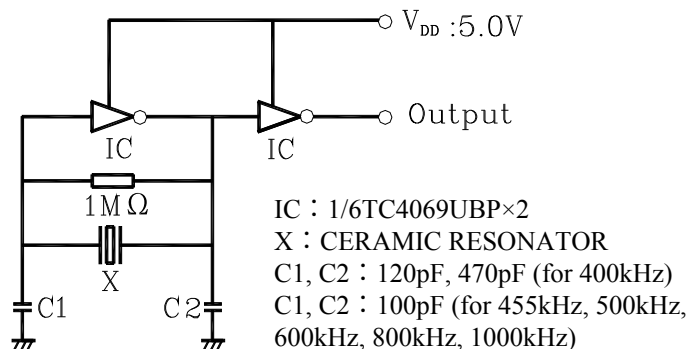 V_DD :5.0V
Output
IC
IC
1MΩ
X
C1
C2
IC：1/6TC4069UBP×2
X：CERAMIC RESONATOR
C1, C2：120pF, 470pF (for 400kHz)
C1, C2：100pF (for 455kHz, 500kHz,
600kHz, 800kHz, 1000kHz)